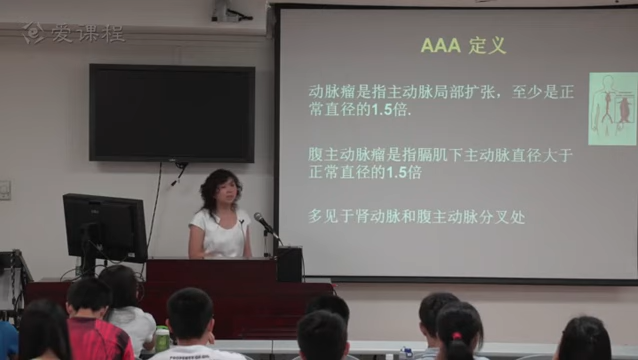 爱课程
AAA 定义
动脉瘤是指主动脉局部扩张，至少是正
常直径的1.5倍.
腹主动脉瘤是指膈肌下主动脉直径大于
正常直径的1.5倍
多见于肾动脉和腹主动脉分叉处